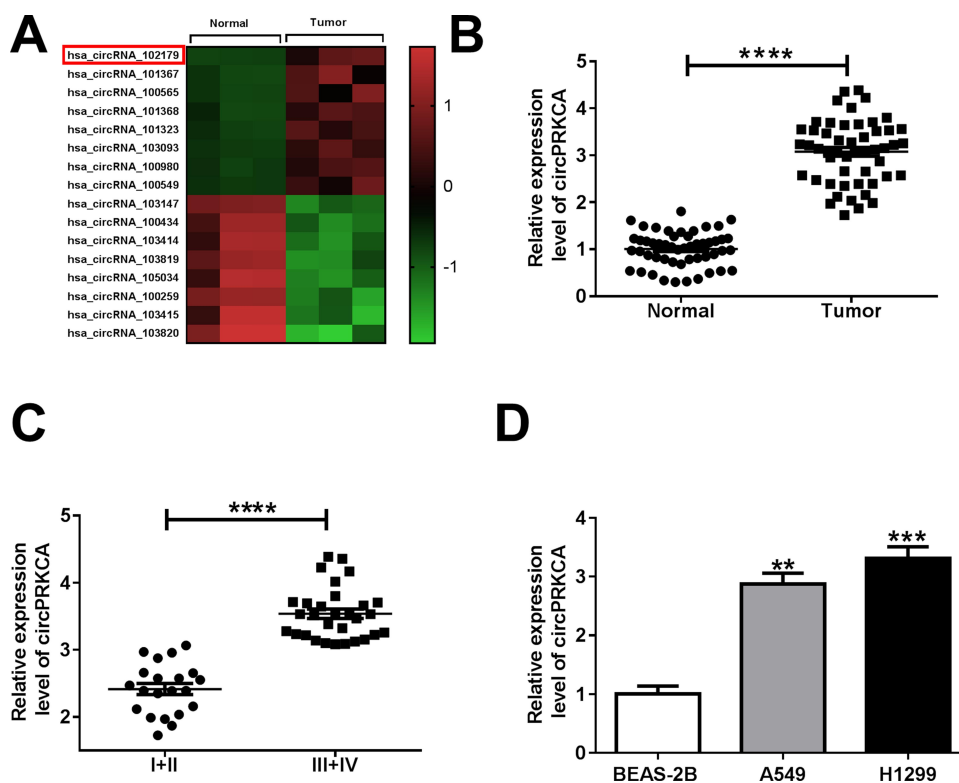 A
Normal
Tumor
hsa_circRNA_102179
hsa_circRNA_101367
hsa_circRNA_100565
hsa_circRNA_101368
hsa_circRNA_101323
hsa_circRNA_103093
hsa_circRNA_100980
hsa_circRNA_100549
hsa_circRNA_103147
hsa_circRNA_100434
hsa_circRNA_103414
hsa_circRNA_103819
hsa_circRNA_105034
hsa_circRNA_100259
hsa_circRNA_103415
hsa_circRNA_103820
1
0
-1
B
Relative expression
level of circPRKCA
5
4
3
2
1
0
****
Normal
Tumor
C
Relative expression
level of circPRKCA
5
4
3
2
****
I+II
III+IV
D
Relative expression
level of circPRKCA
4
3
2
1
0
**
***
BEAS-2B
A549
H1299